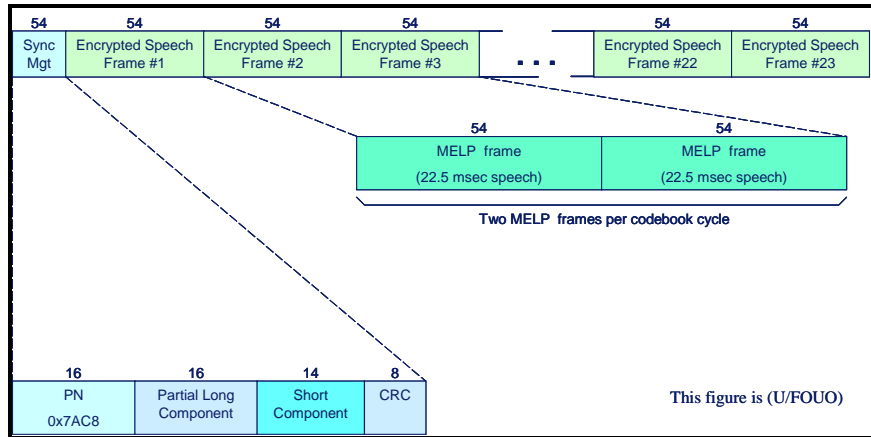 54 54 54 54 54 54
Sync Mgt
Encrypted Speech Frame #1
Encrypted Speech Frame #2
Encrypted Speech Frame #3
...
Encrypted Speech Frame #22
Encrypted Speech Frame #23
54 54
MELP frame
(22.5 msec speech)
MELP frame
(22.5 msec speech)
Two MELP frames per codebook cycle
16 16 14 8
PN
0x7AC8
Partial Long
Component
Short
Component
CRC
This figure is (U/FOUO)